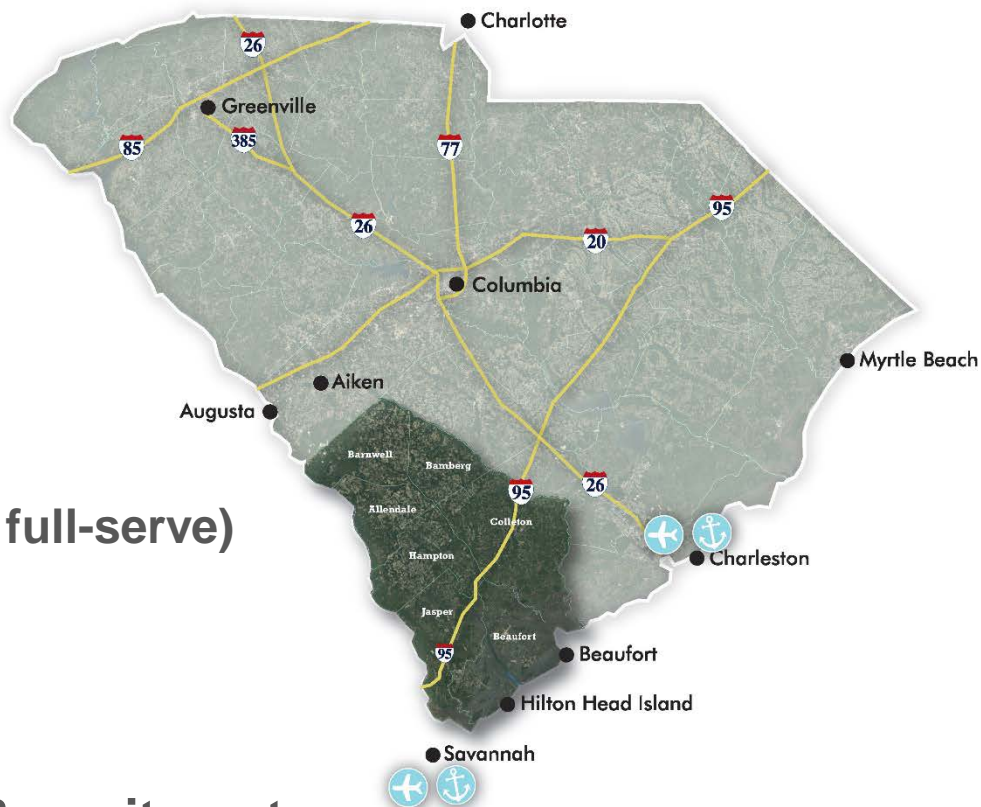 Charlotte
26
Greenville
85
385
77
95
26
20
Columbia
Myrtle Beach
Aiken
Augusta
Barnwell
Bamberg
95
26
Allendale
Colleton
full-serve)
Charleston
Hampton
Jasper
Beaufort
95
Beaufort
Hilton Head Island
Savannah